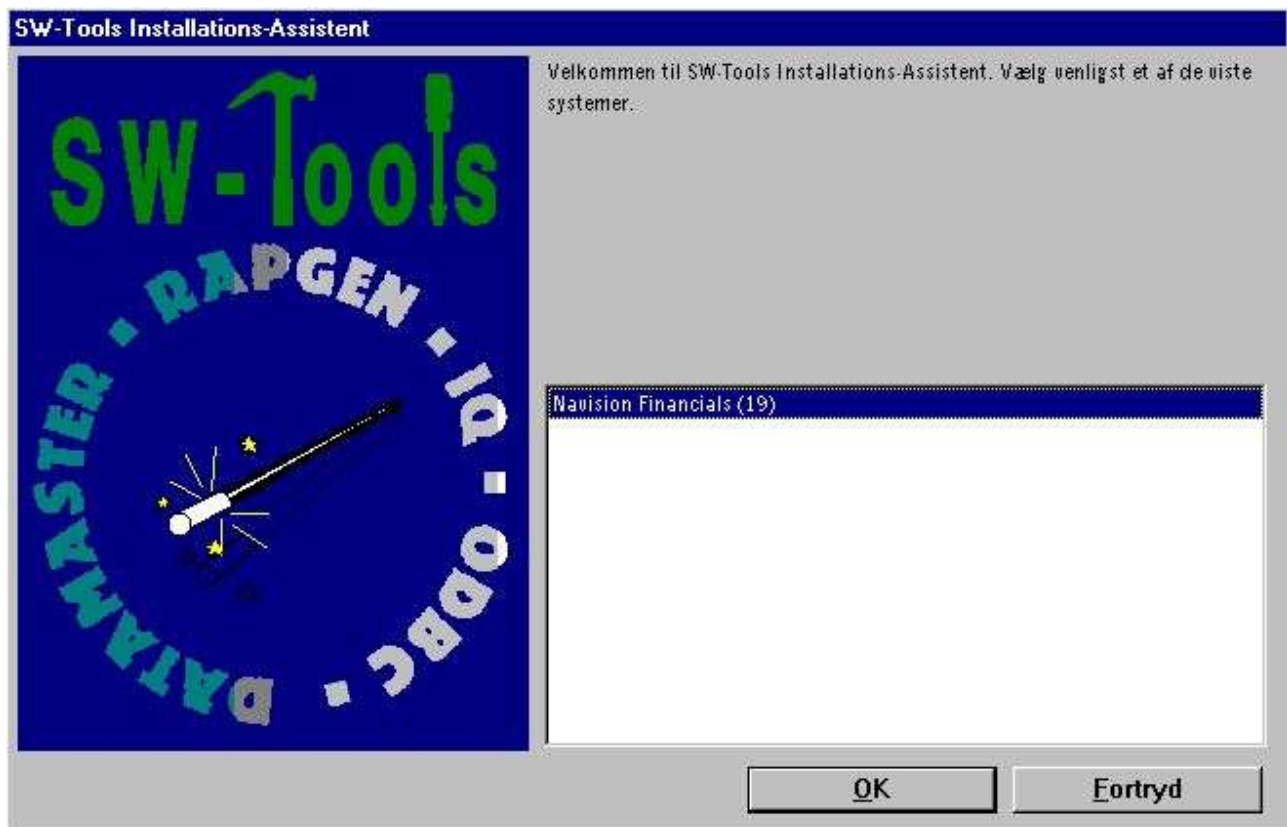 SW-Tools Installations-Assistent
SW-Tools
RAPGEN · IQ · ODBC · DATAMASTER ·
Velkommen til SW-Tools Installations-Assistent. Vælg venligst et af de viste
systemer.
Navision Financials (19)
OK
Fortryd